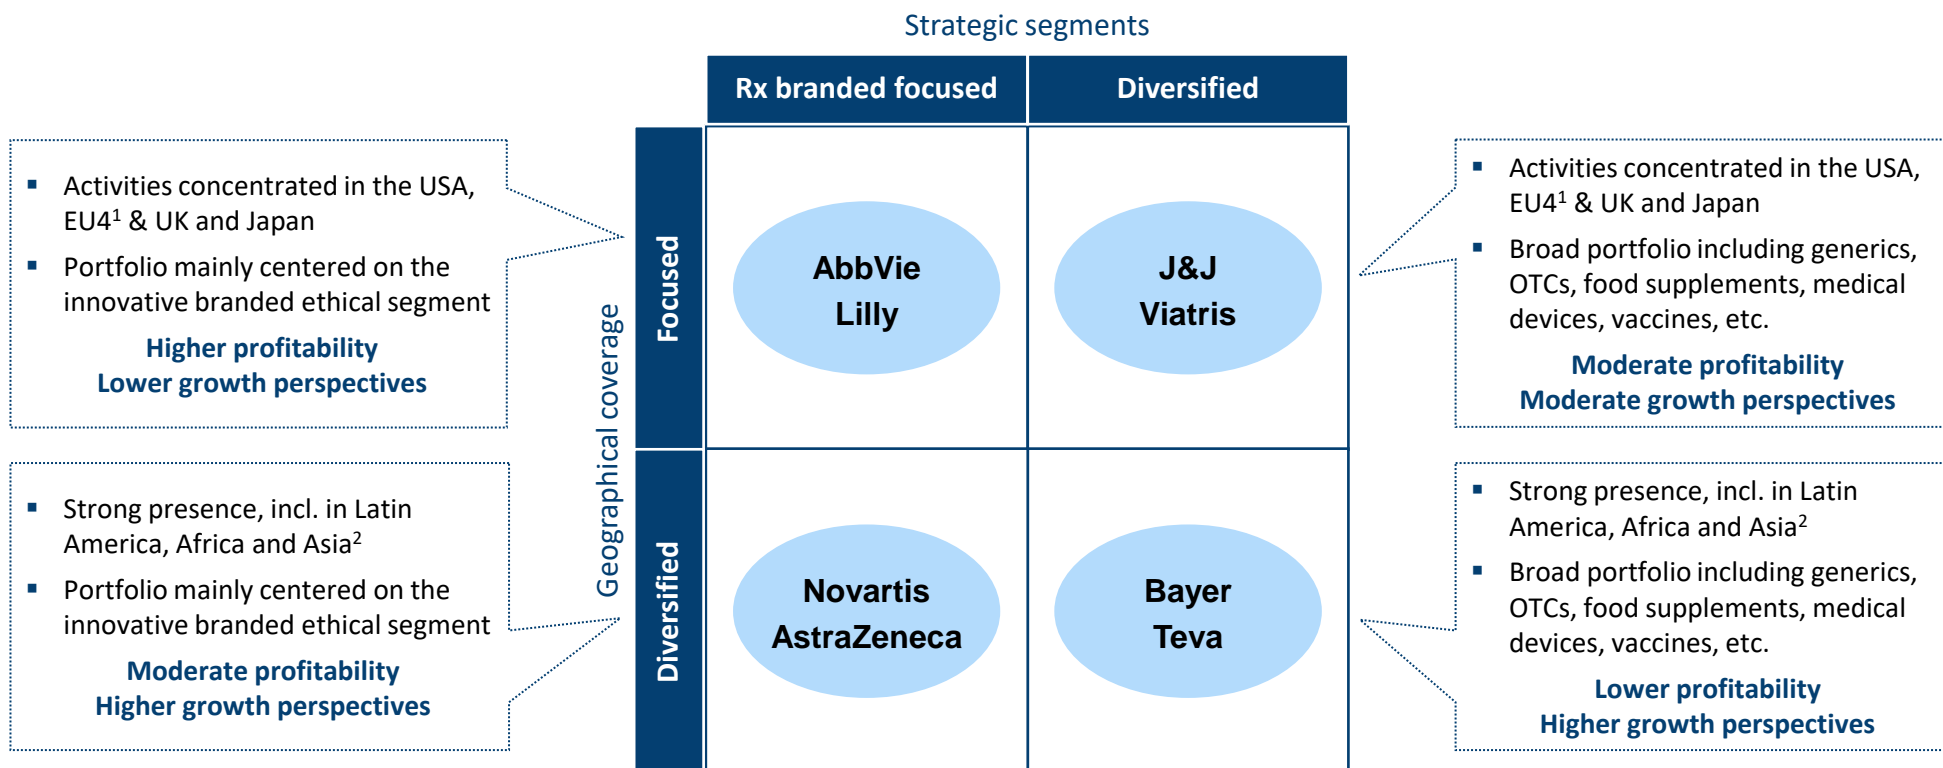 Strategic segments
Rx branded focused
Diversified
Geographical coverage
Focused
Diversified
▪ Activities concentrated in the USA,
EU4¹ & UK and Japan
▪ Portfolio mainly centered on the
innovative branded ethical segment
Higher profitability
Lower growth perspectives
AbbVie
Lilly
J&J
Viatris
▪ Activities concentrated in the USA,
EU4¹ & UK and Japan
▪ Broad portfolio including generics,
OTCs, food supplements, medical
devices, vaccines, etc.
Moderate profitability
Moderate growth perspectives
▪ Strong presence, incl. in Latin
America, Africa and Asia²
▪ Portfolio mainly centered on the
innovative branded ethical segment
Moderate profitability
Higher growth perspectives
Novartis
AstraZeneca
Bayer
Teva
▪ Strong presence, incl. in Latin
America, Africa and Asia²
▪ Broad portfolio including generics,
OTCs, food supplements, medical
devices, vaccines, etc.
Lower profitability
Higher growth perspectives